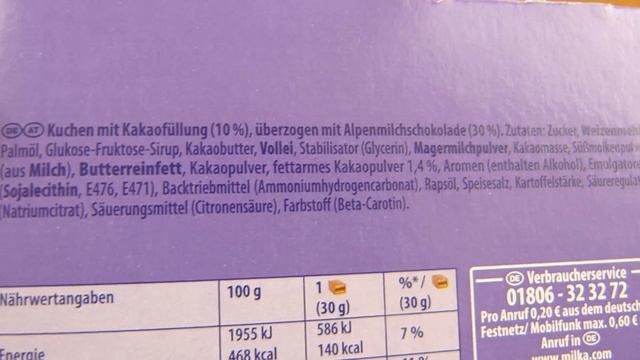 DE AT Kuchen mit Kakaofüllung (10 %), überzogen mit Alpenmilchschokolade (30 %). Zutaten: Zucker, Weizenmehl
Palmöl, Glukose-Fruktose-Sirup, Kakaobutter, Vollei, Stabilisator (Glycerin), Magermilchpulver, Kakaomasse, Süßmolkenpulv
(aus Milch), Butterreinfett, Kakaopulver, fettarmes Kakaopulver 1,4 %, Aromen (enthalten Alkohol), Emulgatore
(Sojalecithin, E476, E471), Backtriebmittel (Ammoniumhydrogencarbonat), Rapsöl, Speisesalz, Kartoffelstärke, Säureregulat
(Natriumcitrat), Säuerungsmittel (Citronensäure), Farbstoff (Beta-Carotin).
Nährwertangaben 100 g 1 (30 g) %*/ (30 g)
Energie 1955 kJ 586 kJ 7 %
468 kcal 140 kcal
DE Verbraucherservice
01806 - 32 32 72
Pro Anruf 0,20 € aus dem deutsch
Festnetz/ Mobilfunk max. 0,60 €
Anruf in DE
www.milka.com